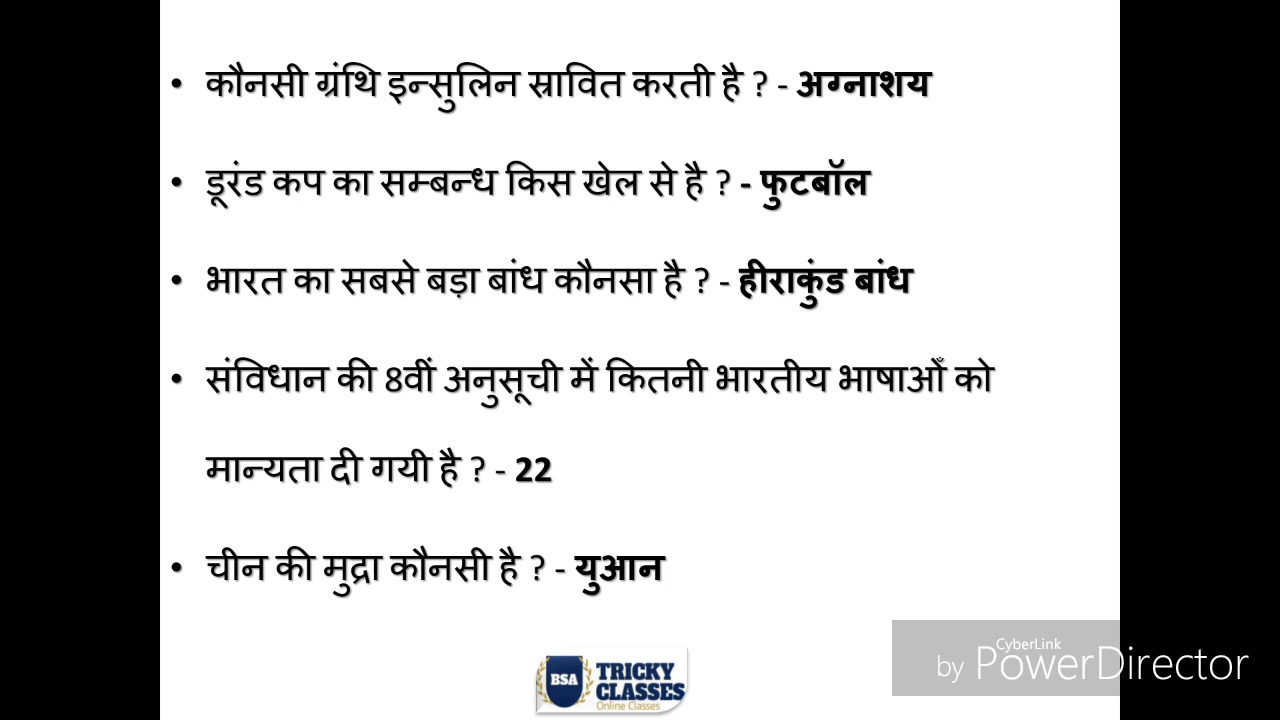 • कौनसी ग्रंथि इन्सुलिन स्रावित करती है ? - अग्नाशय
• डूरंड कप का सम्बन्ध किस खेल से है ? - फुटबॉल
• भारत का सबसे बड़ा बांध कौनसा है ? - हीराकुंड बांध
• संविधान की 8वीं अनुसूची में कितनी भारतीय भाषाओँ को
मान्यता दी गयी है ? - 22
• चीन की मुद्रा कौनसी है ? - युआन
CyberLink
by PowerDirector
BSA
TRICKY
CLASSES
Online Classes